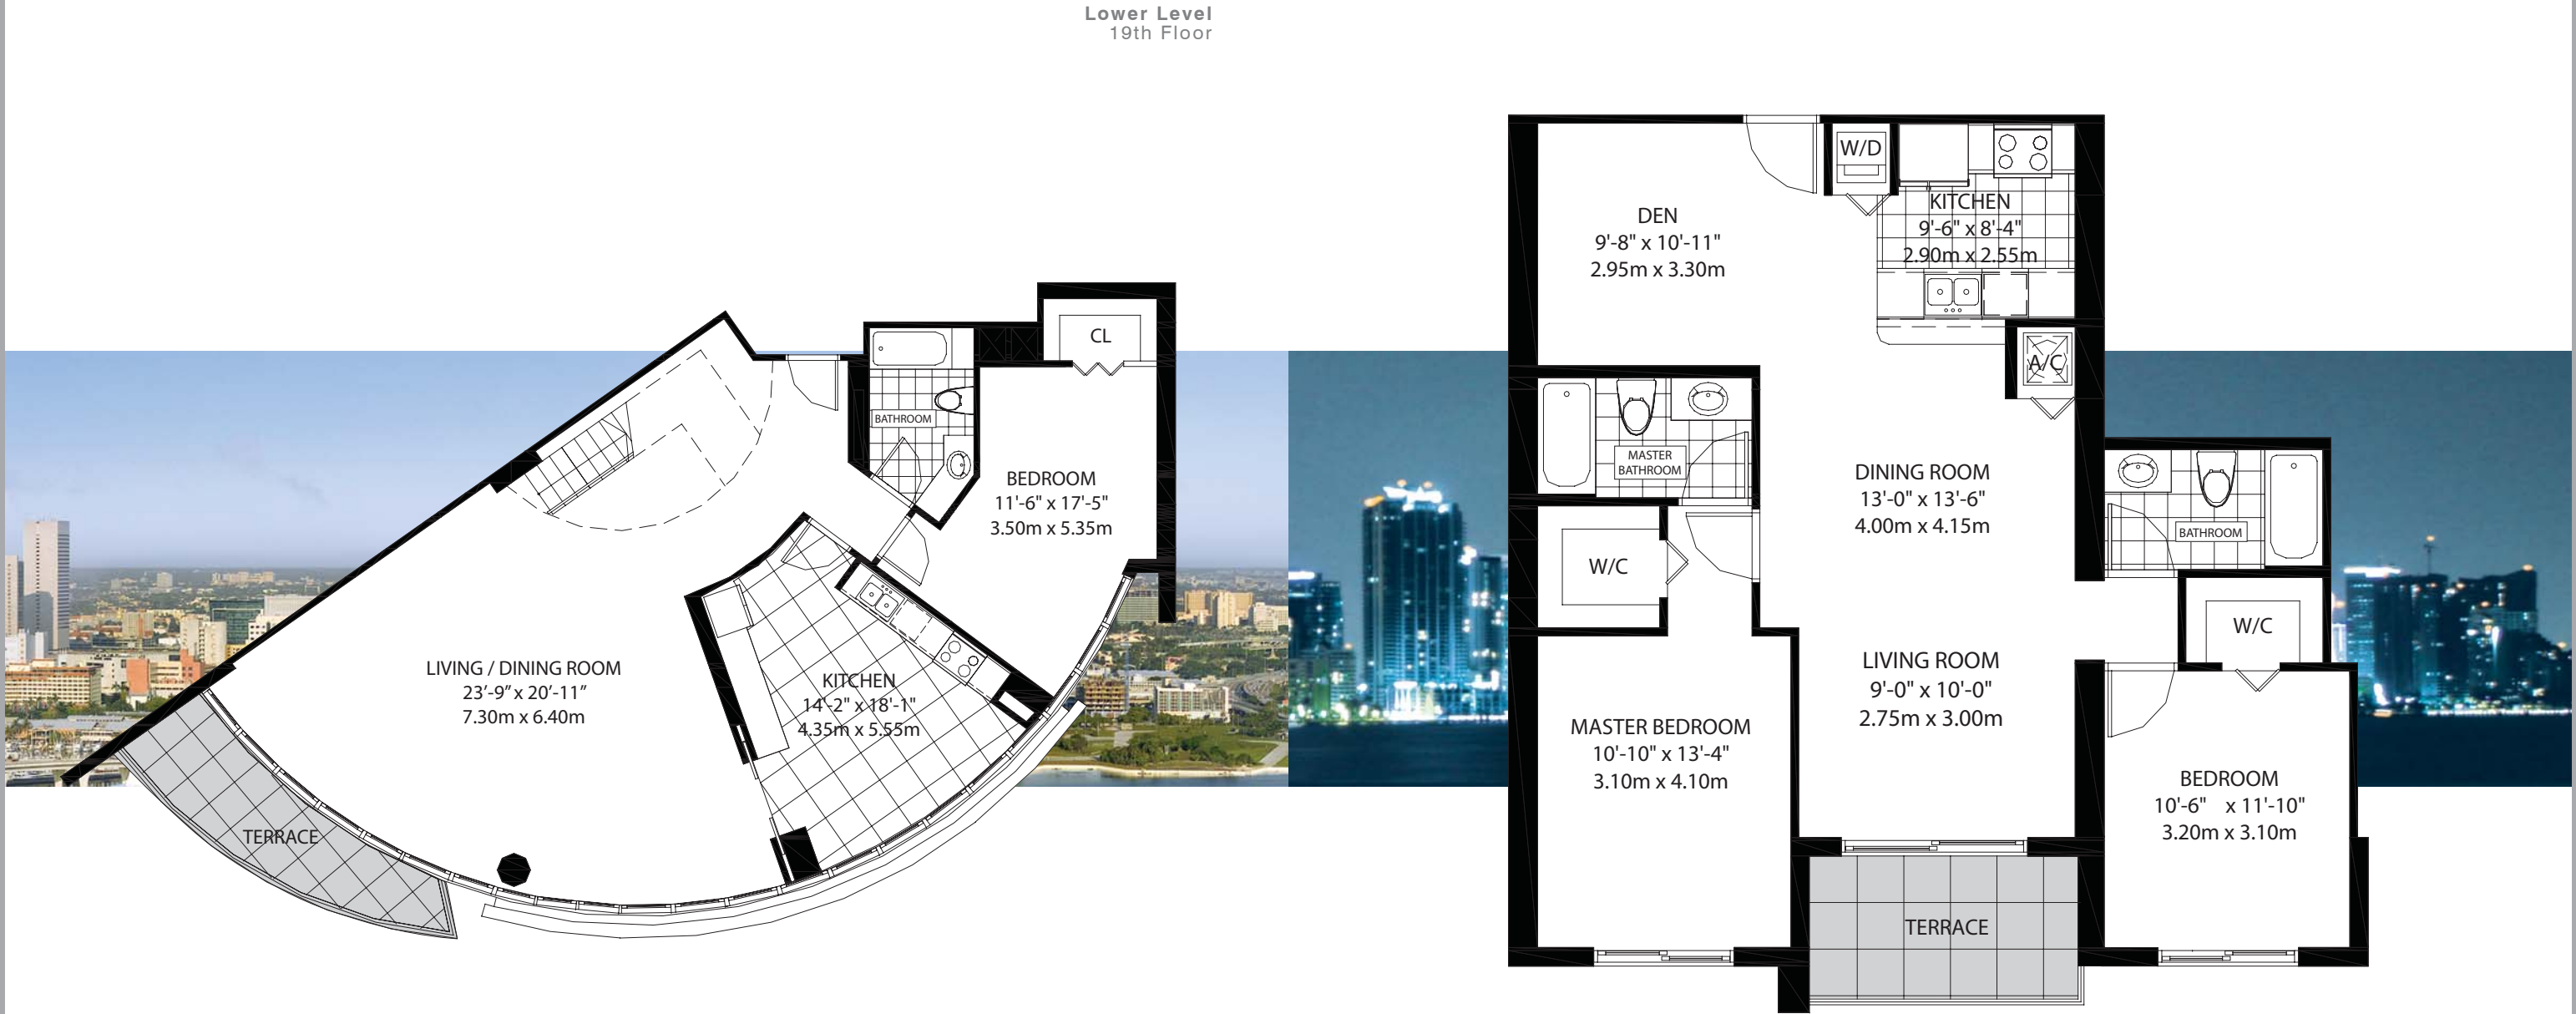 Lower Level
19th Floor
CL
BATHROOM
BEDROOM
11'-6" x 17'-5"
3.50m x 5.35m
LIVING / DINING ROOM
23'-9" x 20'-11"
7.30m x 6.40m
KITCHEN
14'-2" x 18'-1"
4.35m x 5.55m
TERRACE
W/D
KITCHEN
9'-6" x 8'-4"
2.90m x 2.55m
DEN
9'-8" x 10'-11"
2.95m x 3.30m
A/C
MASTER
BATHROOM
DINING ROOM
13'-0" x 13'-6"
4.00m x 4.15m
BATHROOM
W/C
W/C
LIVING ROOM
9'-0" x 10'-0"
2.75m x 3.00m
MASTER BEDROOM
10'-10" x 13'-4"
3.10m x 4.10m
BEDROOM
10'-6" x 11'-10"
3.20m x 3.10m
TERRACE